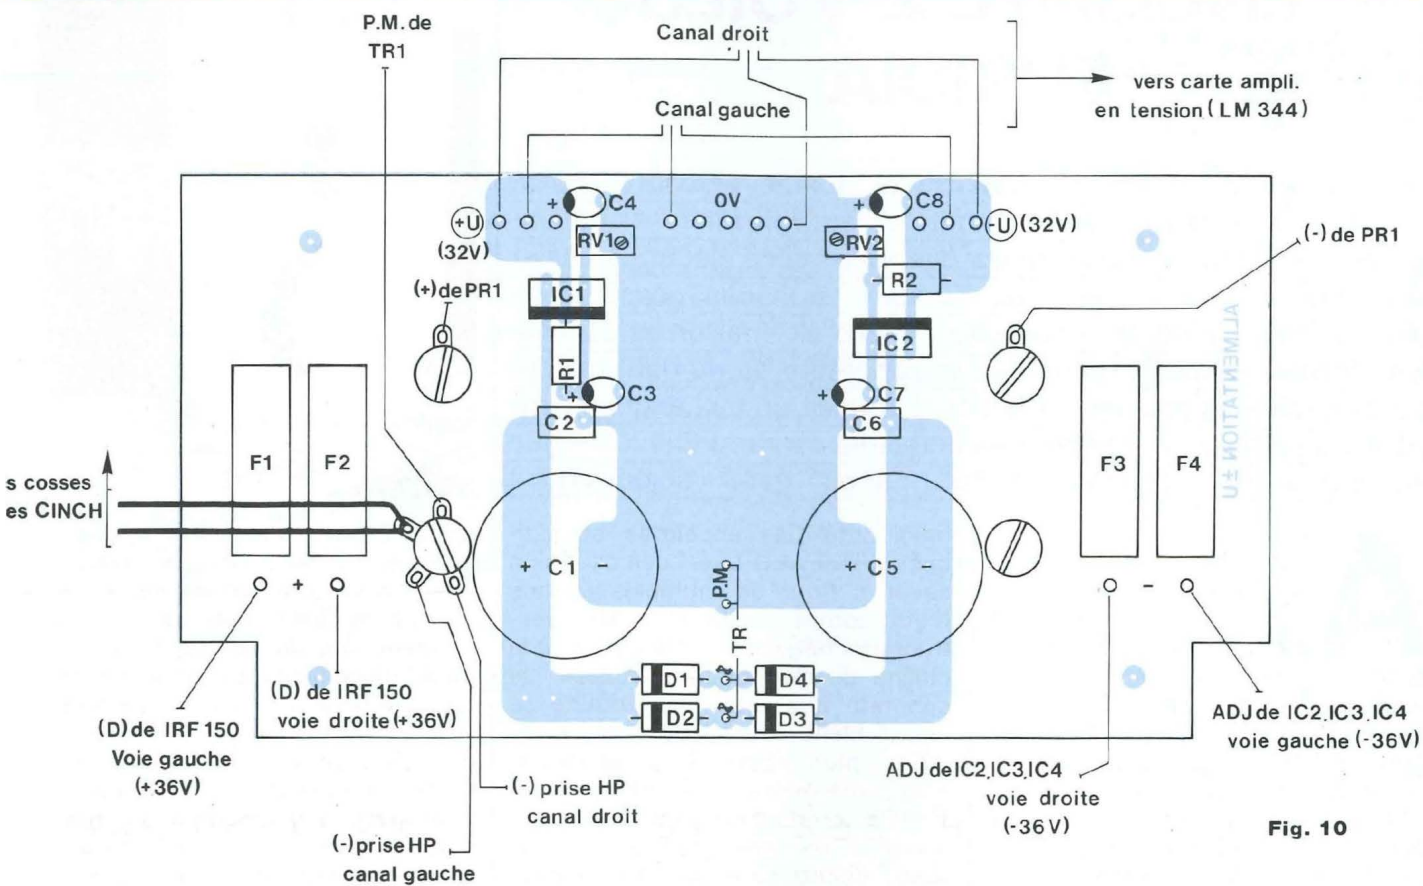 P.M. de
TR1
Canal droit
Canal gauche
vers carte ampli.
en tension ( LM 344)
+U
(32V)
+ C4
RV1
0V
+ C8
RV2
-U (32V)
R2
(-) de PR1
(+) de PR1
IC1
IC2
R1
+ C3
C2
+ C7
C6
ALIMENTATION ± U
F1
F2
F3
F4
s cosses
es CINCH
+ C1
+ C5 -
P.M.
TR
+
-
D1
D4
D2
D3
(D) de IRF 150
voie droite (+36V)
(D) de IRF 150
Voie gauche
(+36V)
ADJ de IC2, IC3, IC4
voie gauche (-36V)
ADJ de IC2, IC3, IC4
voie droite
(-36V)
(-) prise HP
canal droit
(-) prise HP
canal gauche
Fig. 10